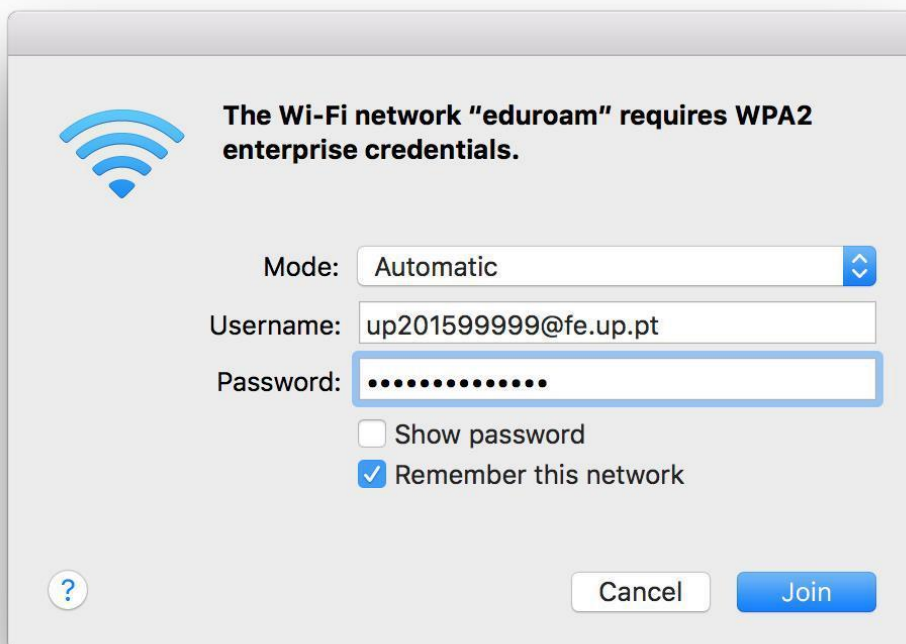 The Wi-Fi network “eduroam” requires WPA2
enterprise credentials.
Mode: Automatic
Username: up201599999@fe.up.pt
Password: ••••••••••••••
Show password
Remember this network
? Cancel Join